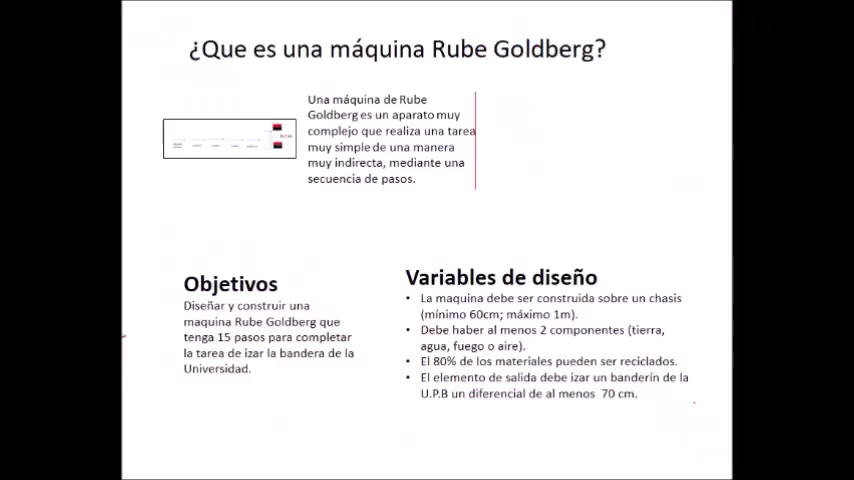 ¿Que es una máquina Rube Goldberg?
Una máquina de Rube
Goldberg es un aparato muy
complejo que realiza una tarea
muy simple de una manera
muy indirecta, mediante una
secuencia de pasos.
Objetivos
Diseñar y construir una
maquina Rube Goldberg que
tenga 15 pasos para completar
la tarea de izar la bandera de la
Universidad.
Variables de diseño
• La maquina debe ser construida sobre un chasis
(mínimo 60cm; máximo 1m).
• Debe haber al menos 2 componentes (tierra,
agua, fuego o aire).
• El 80% de los materiales pueden ser reciclados.
• El elemento de salida debe izar un banderín de la
U.P.B un diferencial de al menos 70 cm.